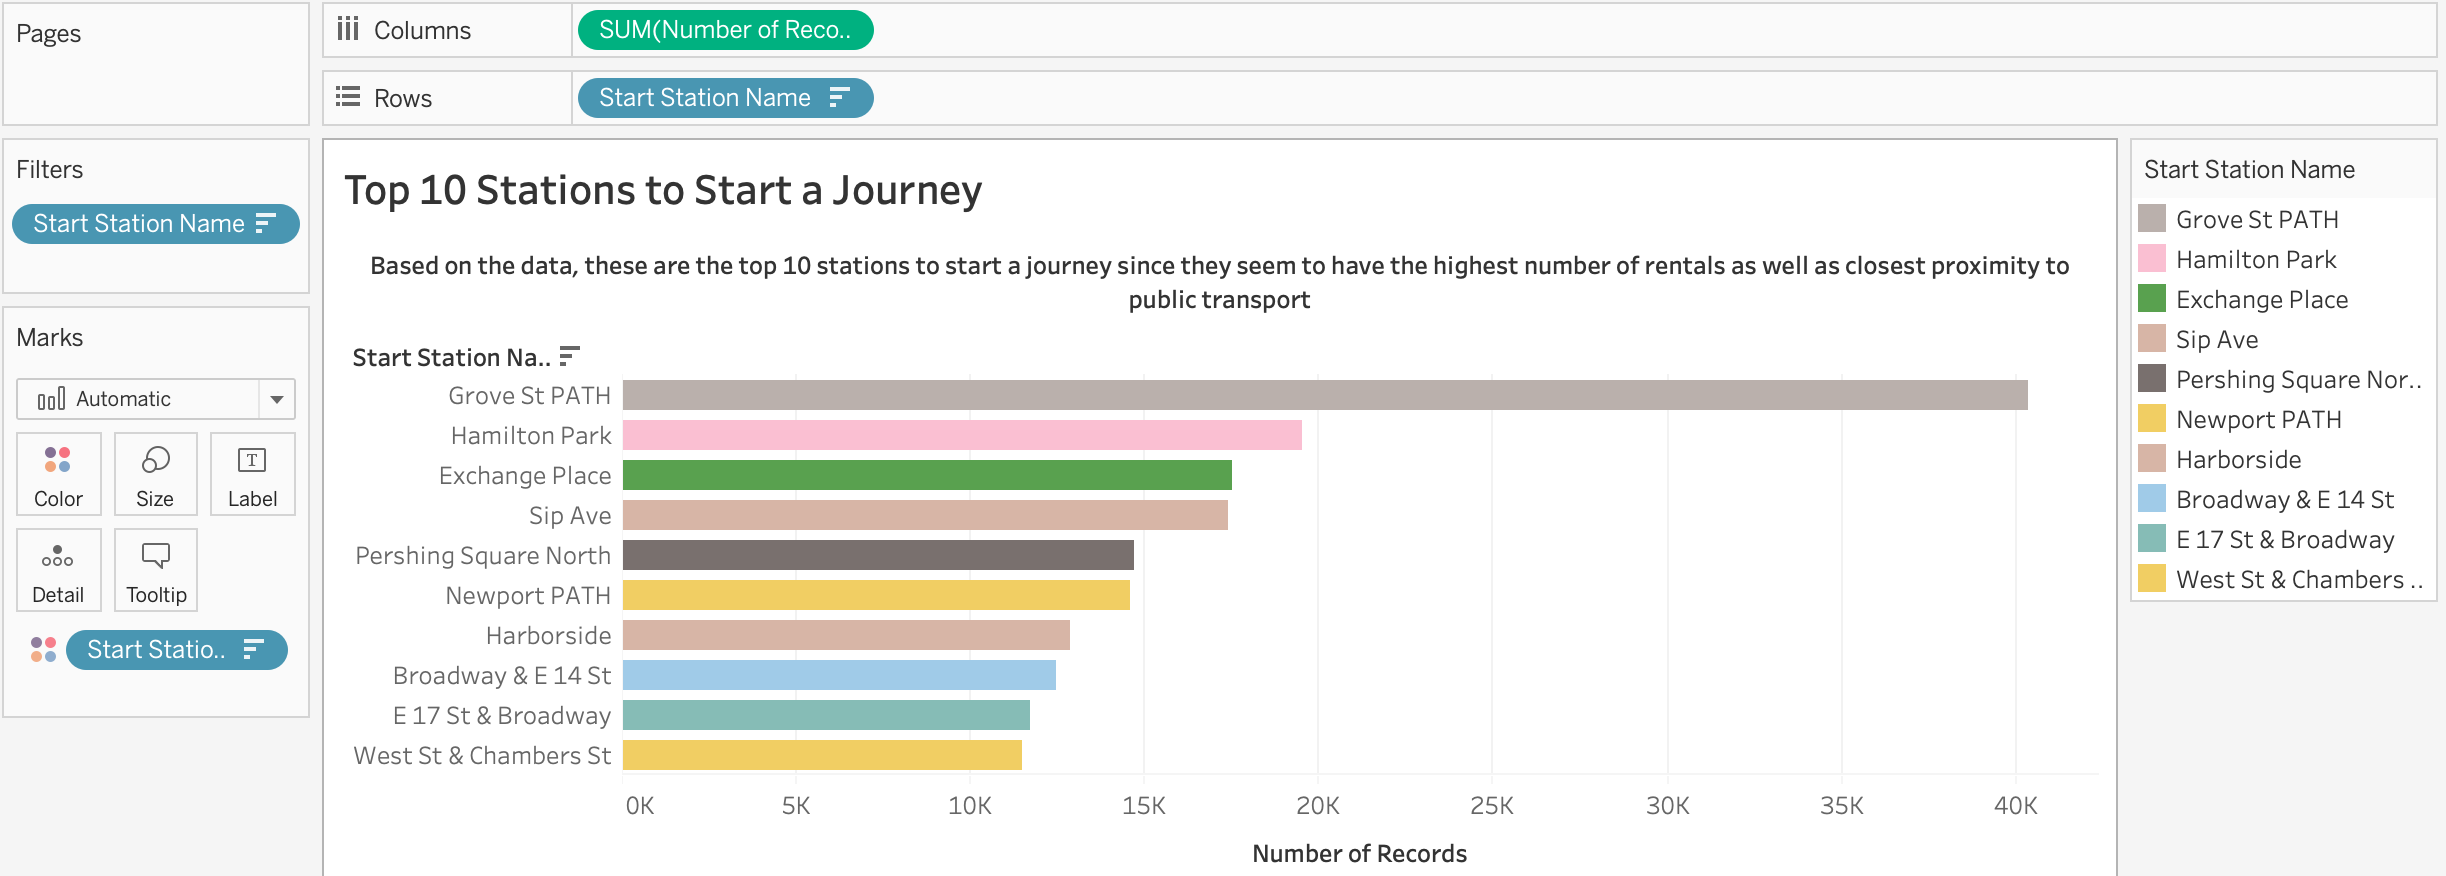 Pages
Columns
SUM(Number of Reco..
Rows
Start Station Name
Filters
Start Station Name
Marks
Automatic
Color
Size
T
Label
Detail
Tooltip
Start Statio..
Top 10 Stations to Start a Journey
Based on the data, these are the top 10 stations to start a journey since they seem to have the highest number of rentals as well as closest proximity to
public transport
Start Station Na..
Grove St PATH
Hamilton Park
Exchange Place
Sip Ave
Pershing Square North
Newport PATH
Harborside
Broadway & E 14 St
E 17 St & Broadway
West St & Chambers St
0K 5K 10K 15K 20K 25K 30K 35K 40K
Number of Records
Start Station Name
Grove St PATH
Hamilton Park
Exchange Place
Sip Ave
Pershing Square Nor..
Newport PATH
Harborside
Broadway & E 14 St
E 17 St & Broadway
West St & Chambers ..